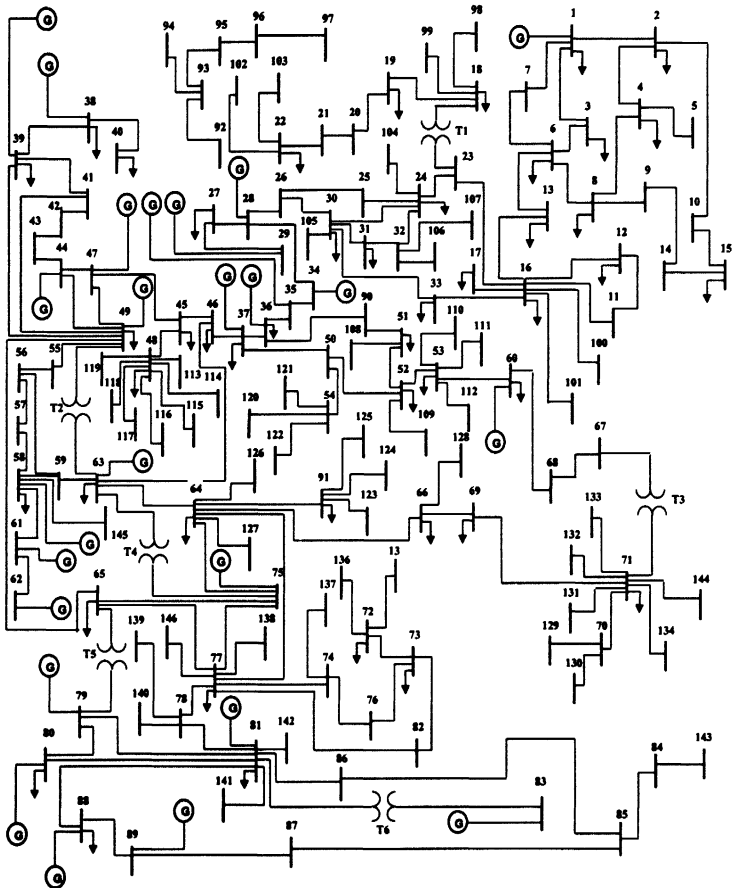 G 94 95 96 97 98 G 1 2
99
G 93 102 103 19 18 7
38 92 22 21 20 104 T1 3 4 5
39 40 G 26 25 24 23 6 8 9
41 27 28 30 107 13 10
42 G G G 105 31 32 106 12
43 29 34 17 14 15
44 47 G G G 35 G 33 16 11
G 49 45 46 37 36 90 51 110 100
56 55 48 108 53 111 60 101
119 113 114 50 52 112
118 121
57 T2 115 120 54 109 G 67
117 116 122 125 128 68
58 59 63 G 126 124
64 91 66 69 133 T3
61 145 G T4 127 123 132 71
G G 136 13 144
62 G 65 75 137 131
139 146 138 72 73 129 70 134
T5 77 74 130
G 140 78 G 76
79 81 142 82
80 86 84 143
141 83
G 88 G T6 G 85
G 89 87